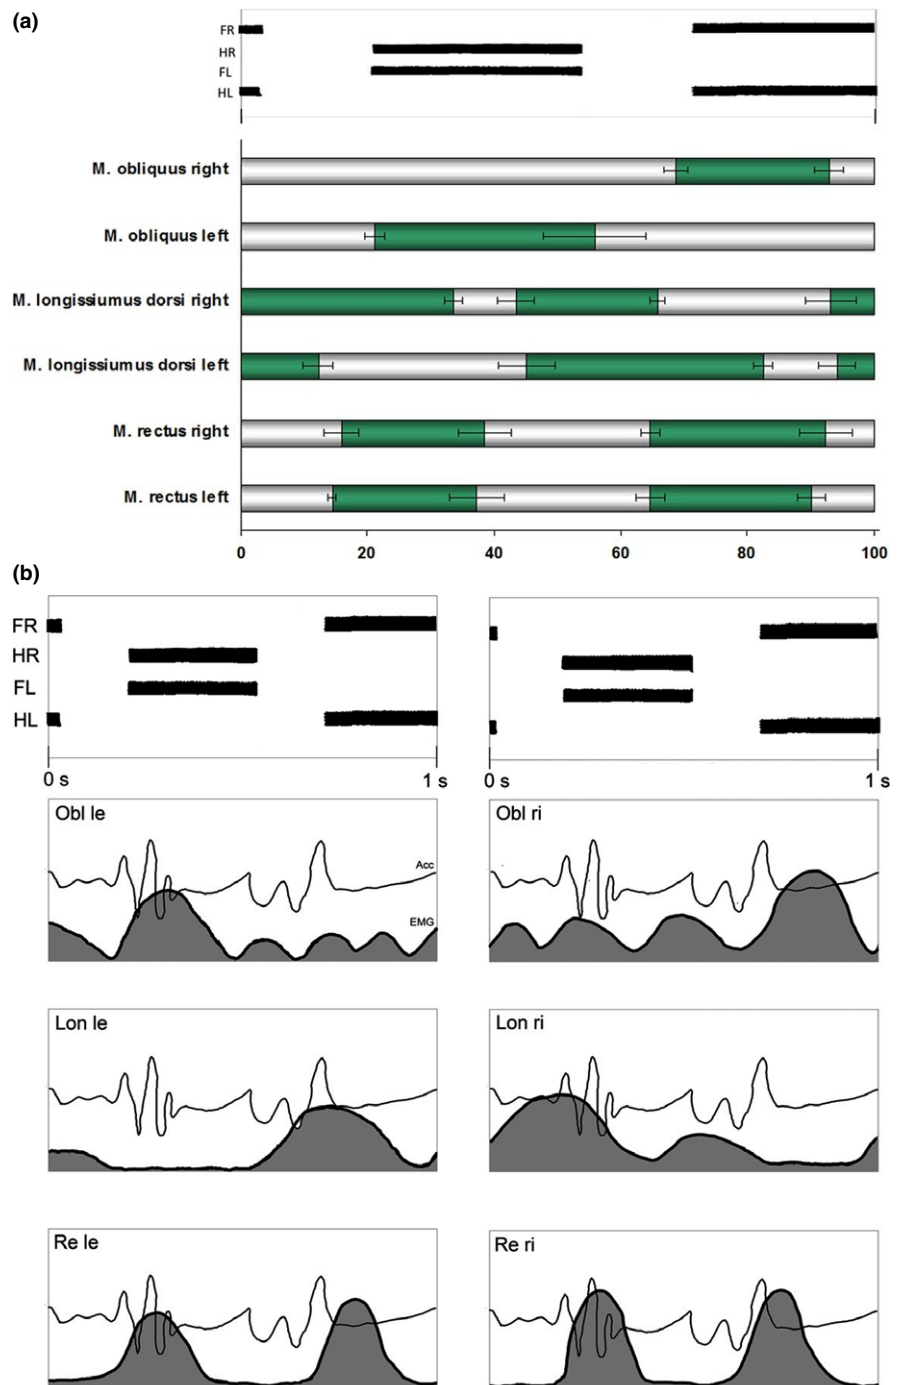 (a)
FR
HR
FL
HL
M. obliquus right
M. obliquus left
M. longissiumus dorsi right
M. longissiumus dorsi left
M. rectus right
M. rectus left
0 20 40 60 80 100
(b)
FR
HR
FL
HL
0 s 1 s 0 s 1 s
Obl le Obl ri
Acc
EMG
Lon le Lon ri
Re le Re ri